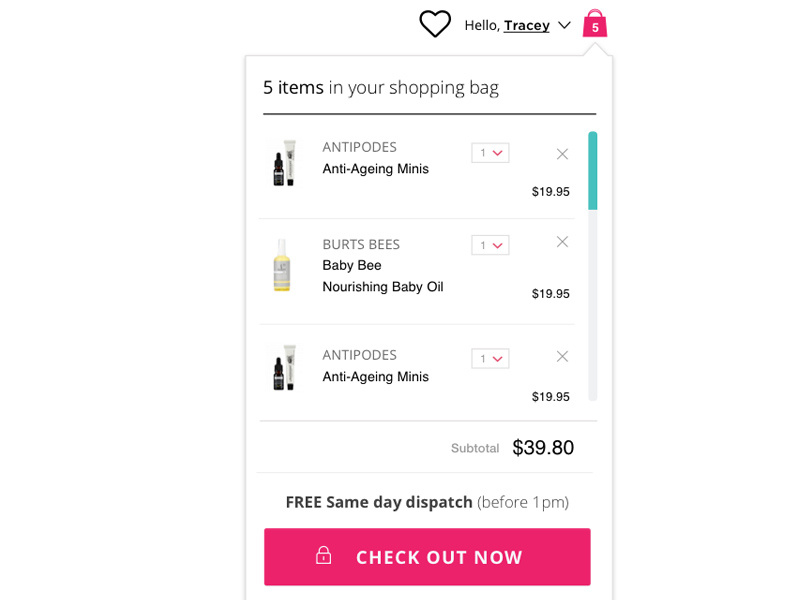 Hello, Tracey
5
5 items in your shopping bag
ANTIPODES
1
Anti-Ageing Minis
$19.95
BURTS BEES
1
Baby Bee
Nourishing Baby Oil
$19.95
ANTIPODES
1
Anti-Ageing Minis
$19.95
Subtotal $39.80
FREE Same day dispatch (before 1pm)
CHECK OUT NOW